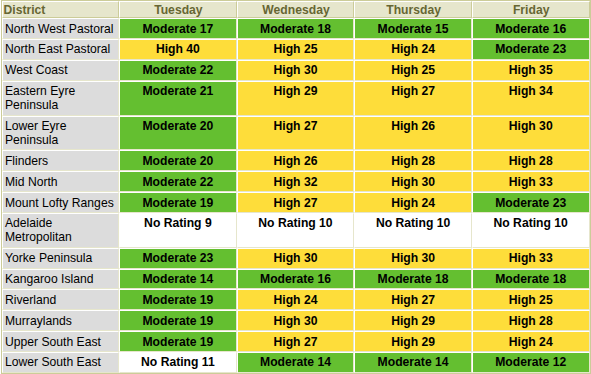 District Tuesday Wednesday Thursday Friday
North West Pastoral Moderate 17 Moderate 18 Moderate 15 Moderate 16
North East Pastoral High 40 High 25 High 24 Moderate 23
West Coast Moderate 22 High 30 High 25 High 35
Eastern Eyre Moderate 21 High 29 High 27 High 34
Peninsula
Lower Eyre Moderate 20 High 27 High 26 High 30
Peninsula
Flinders Moderate 20 High 26 High 28 High 28
Mid North Moderate 22 High 32 High 30 High 33
Mount Lofty Ranges Moderate 19 High 27 High 24 Moderate 23
Adelaide No Rating 9 No Rating 10 No Rating 10 No Rating 10
Metropolitan
Yorke Peninsula Moderate 23 High 30 High 30 High 33
Kangaroo Island Moderate 14 Moderate 16 Moderate 18 Moderate 18
Riverland Moderate 19 High 24 High 27 High 25
Murraylands Moderate 19 High 30 High 29 High 28
Upper South East Moderate 19 High 27 High 29 High 24
Lower South East No Rating 11 Moderate 14 Moderate 14 Moderate 12